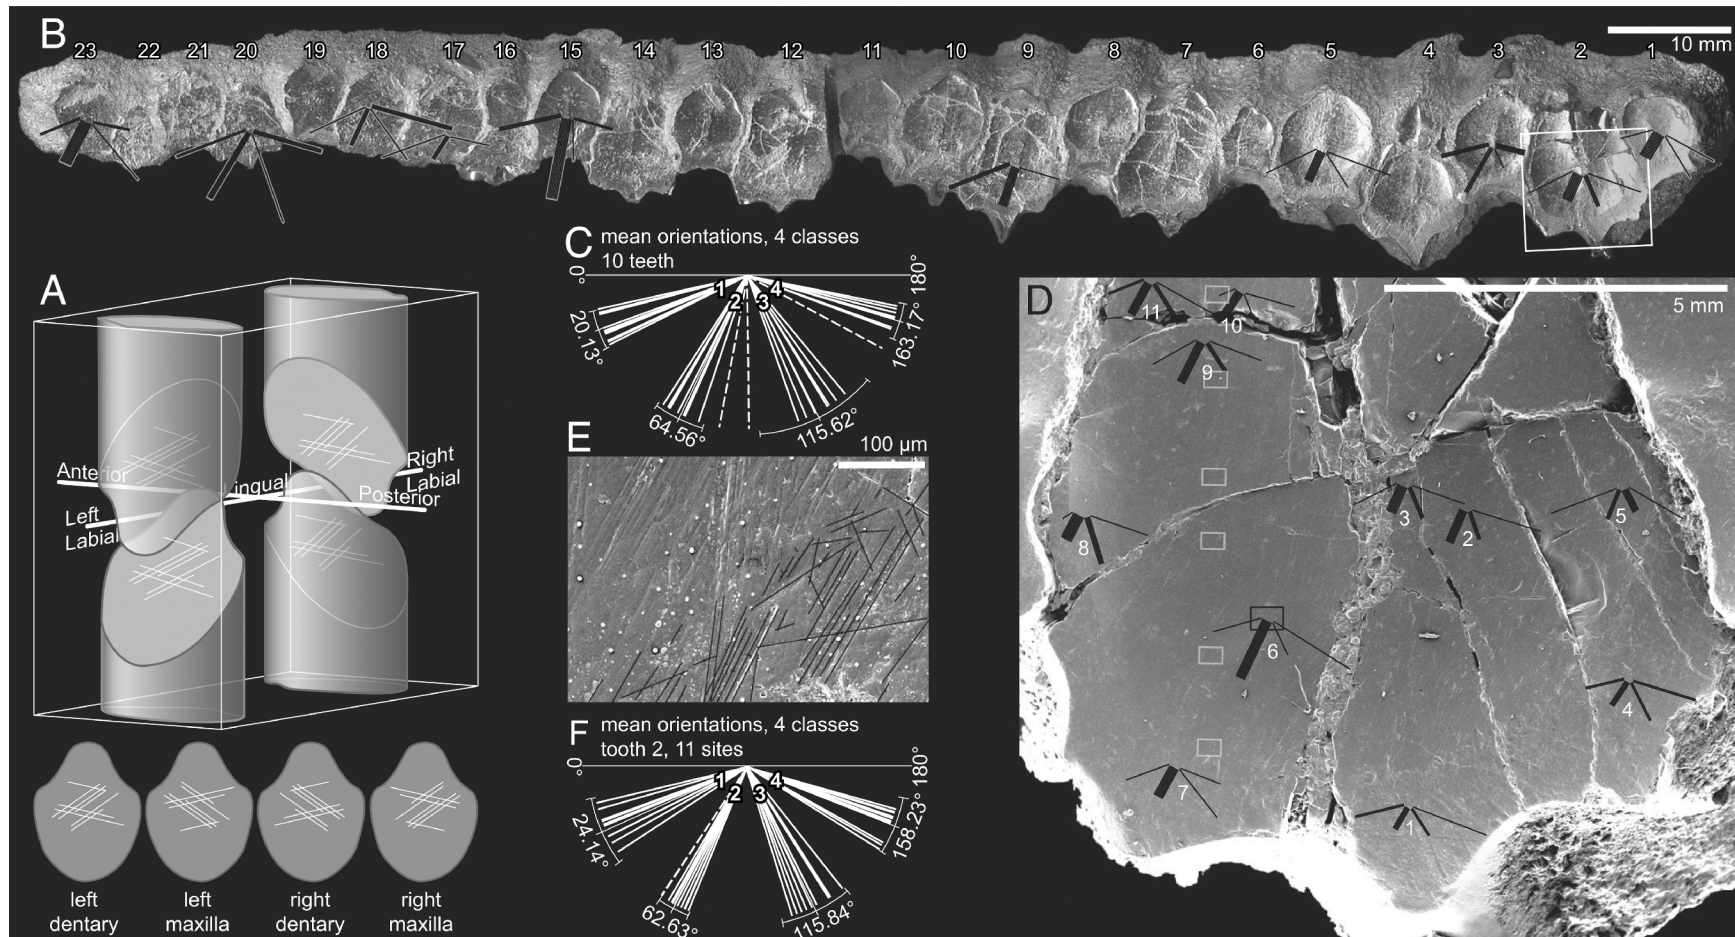 B
23 22 21 20 19 18 17 16 15 14 13 12 11 10 9 8 7 6 5 4 3 2 1
10 mm
C mean orientations, 4 classes
10 teeth
0° 180°
1 2 3 4
20.13° 64.56° 115.62° 163.17°
A
Anterior
Lingual
Posterior
Right
Labial
Left
Labial
left
dentary
left
maxilla
right
dentary
right
maxilla
E
100 µm
F mean orientations, 4 classes
tooth 2, 11 sites
0° 180°
1 2 3 4
24.14° 62.63° 115.84° 158.23°
D
5 mm
11 10
9
3 2 5
8
6
4
7
1